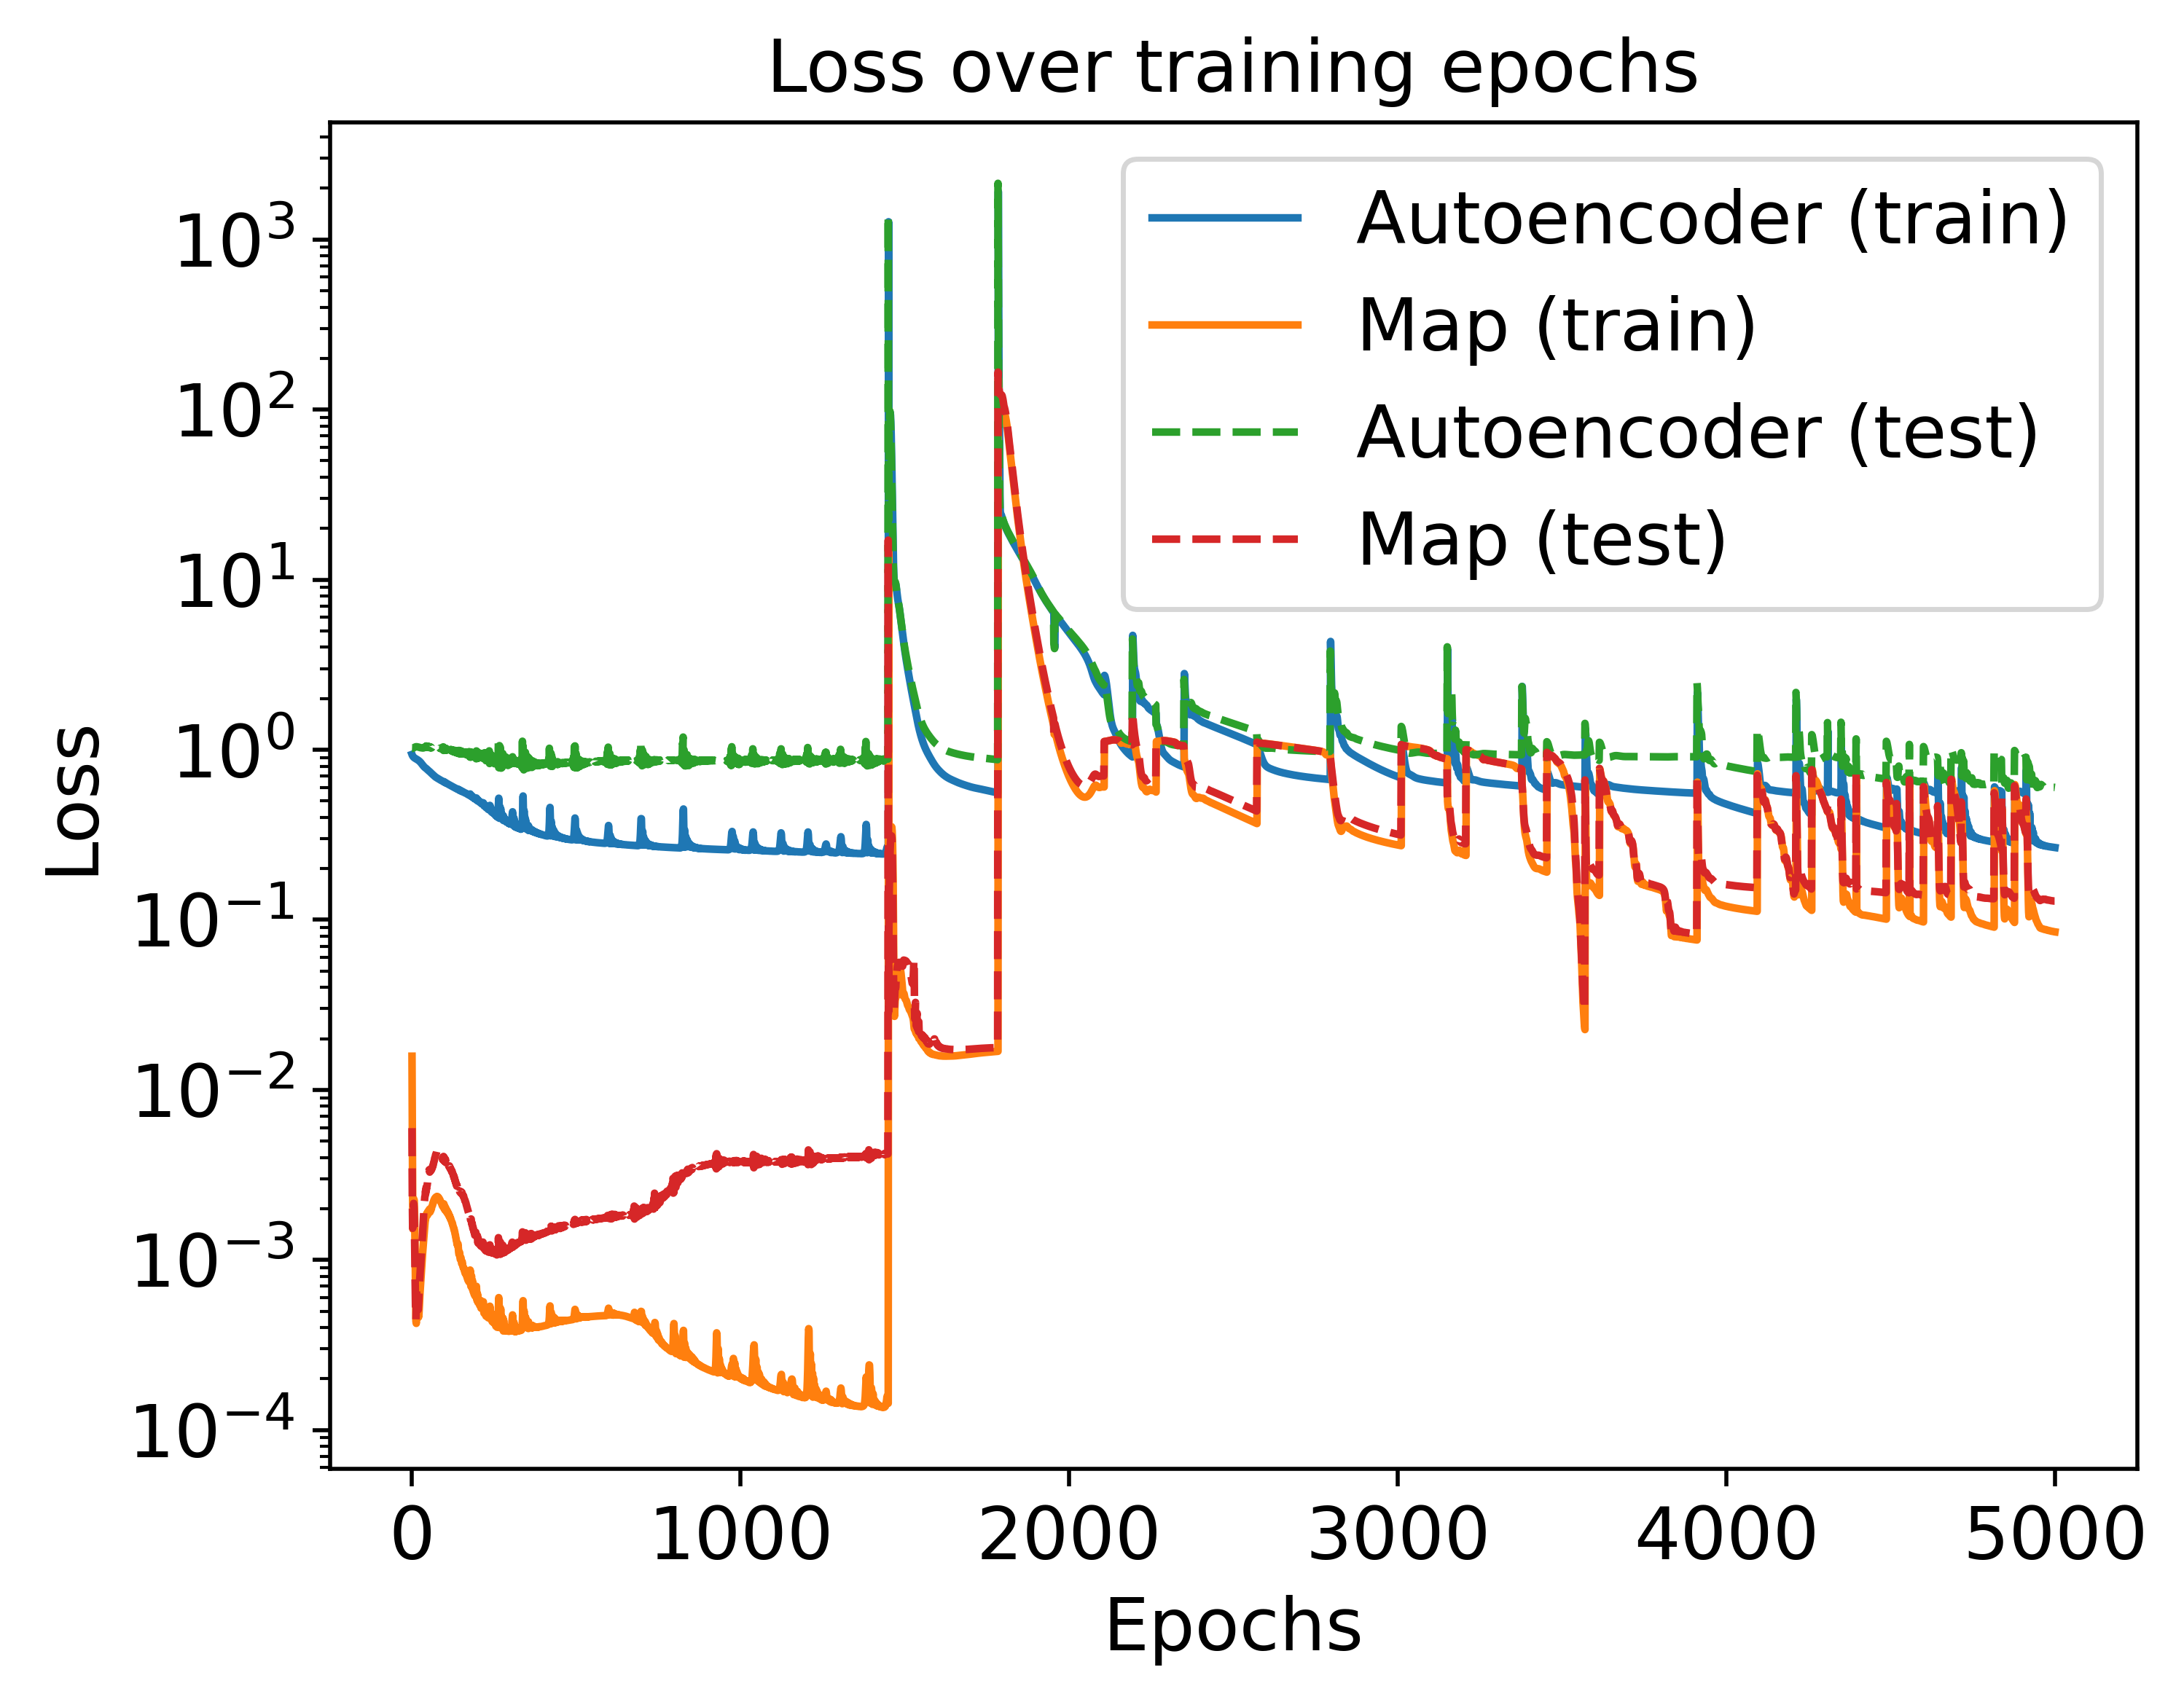 Loss over training epochs
Autoencoder (train)
Map (train)
Autoencoder (test)
Map (test)
10³
10²
10¹
10⁰
10⁻¹
10⁻²
10⁻³
10⁻⁴
Loss
0 1000 2000 3000 4000 5000
Epochs